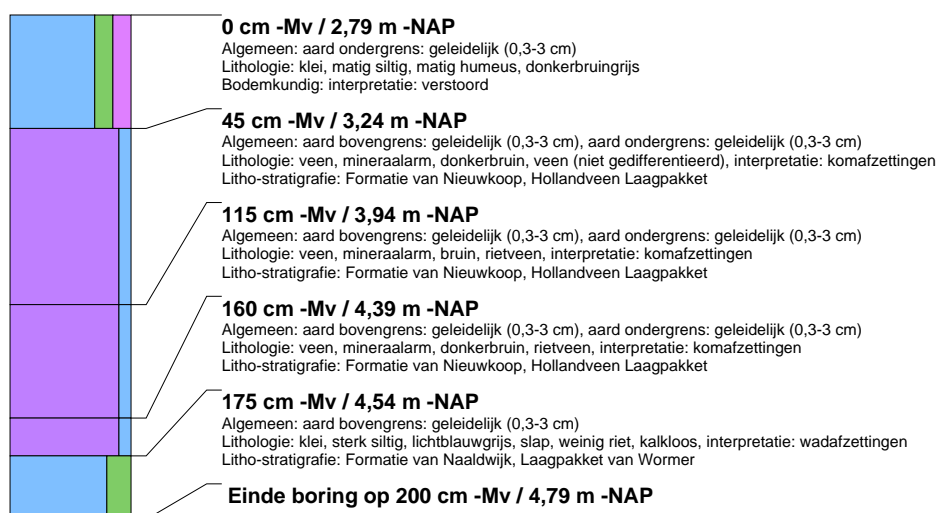 0 cm -Mv / 2,79 m -NAP
Algemeen: aard ondergrens: geleidelijk (0,3-3 cm)
Lithologie: klei, matig siltig, matig humeus, donkerbruingrijs
Bodemkundig: interpretatie: verstoord
45 cm -Mv / 3,24 m -NAP
Algemeen: aard bovengrens: geleidelijk (0,3-3 cm), aard ondergrens: geleidelijk (0,3-3 cm)
Lithologie: veen, mineraalarm, donkerbruin, veen (niet gedifferentieerd), interpretatie: komafzettingen
Litho-stratigrafie: Formatie van Nieuwkoop, Hollandveen Laagpakket
115 cm -Mv / 3,94 m -NAP
Algemeen: aard bovengrens: geleidelijk (0,3-3 cm), aard ondergrens: geleidelijk (0,3-3 cm)
Lithologie: veen, mineraalarm, bruin, rietveen, interpretatie: komafzettingen
Litho-stratigrafie: Formatie van Nieuwkoop, Hollandveen Laagpakket
160 cm -Mv / 4,39 m -NAP
Algemeen: aard bovengrens: geleidelijk (0,3-3 cm), aard ondergrens: geleidelijk (0,3-3 cm)
Lithologie: veen, mineraalarm, donkerbruin, rietveen, interpretatie: komafzettingen
Litho-stratigrafie: Formatie van Nieuwkoop, Hollandveen Laagpakket
175 cm -Mv / 4,54 m -NAP
Algemeen: aard bovengrens: geleidelijk (0,3-3 cm)
Lithologie: klei, sterk siltig, lichtblauwgrijs, slap, weinig riet, kalkloos, interpretatie: wadafzettingen
Litho-stratigrafie: Formatie van Naaldwijk, Laagpakket van Wormer
Einde boring op 200 cm -Mv / 4,79 m -NAP